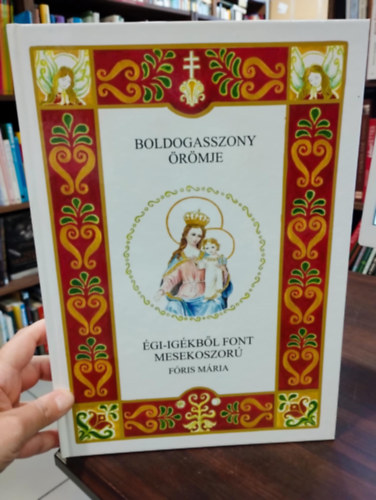 BOLDOGASSZONY
ÖRÖMJE
ÉGI-IGÉKBŐL FONT
MESEKOSZORÚ
FÓRIS MÁRIA